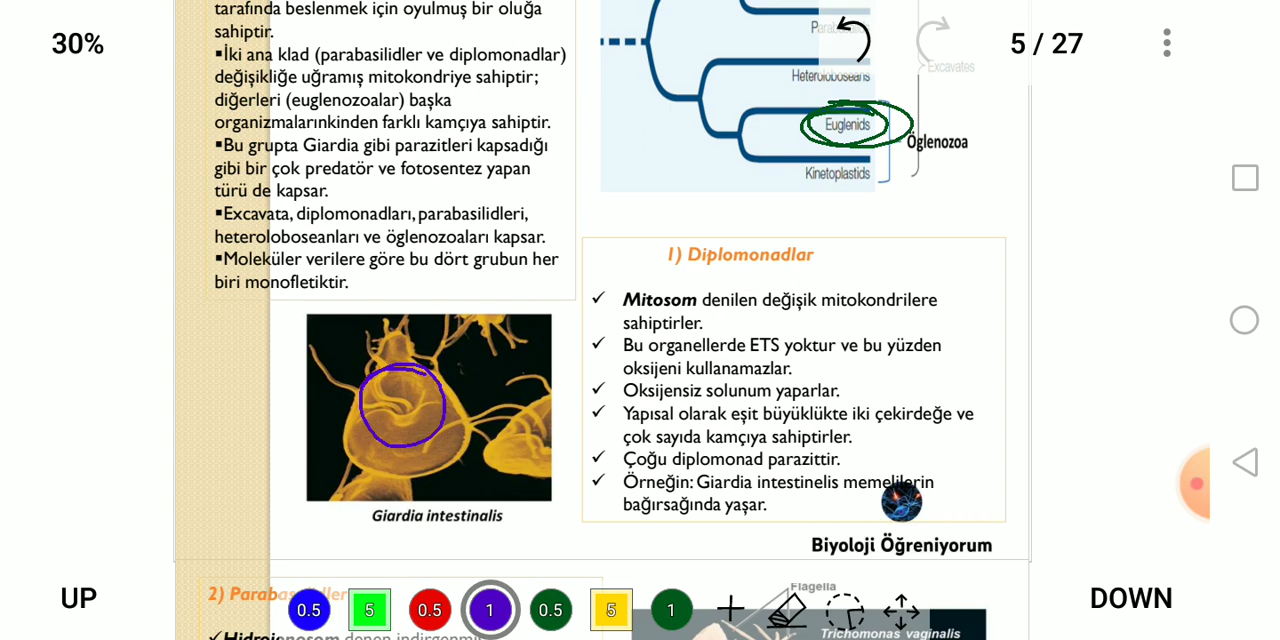 30%
5 / 27
tarafında beslenmek için oyulmuş bir oluğa
sahiptir.
▪İki ana klad (parabasilidler ve diplomonadlar)
değişikliğe uğramış mitokondriye sahiptir;
diğerleri (euglenozoalar) başka
organizmalarınkinden farklı kamçıya sahiptir.
▪Bu grupta Giardia gibi parazitleri kapsadığı
gibi bir çok predatör ve fotosentez yapan
türü de kapsar.
▪Excavata, diplomonadları, parabasilidleri,
heteroloboseanları ve öglenozoaları kapsar.
▪Moleküler verilere göre bu dört grubun her
biri monofletiktir.
Excavates
Heteroloboseans
Euglenids
Öglenozoa
Kinetoplastids
Giardia intestinalis
1) Diplomonadlar
✓ Mitosom denilen değişik mitokondrilere
sahiptirler.
✓ Bu organellerde ETS yoktur ve bu yüzden
oksijeni kullanamazlar.
✓ Oksijensiz solunum yaparlar.
✓ Yapısal olarak eşit büyüklükte iki çekirdeğe ve
çok sayıda kamçıya sahiptirler.
✓ Çoğu diplomonad parazittir.
✓ Örneğin: Giardia intestinelis memelilerin
bağırsağında yaşar.
Biyoloji Öğreniyorum
2)
✓ denen indirgenmiş
Flagella
Trichomonas vaginalis
UP
0.5
5
0.5
1
0.5
5
1
DOWN